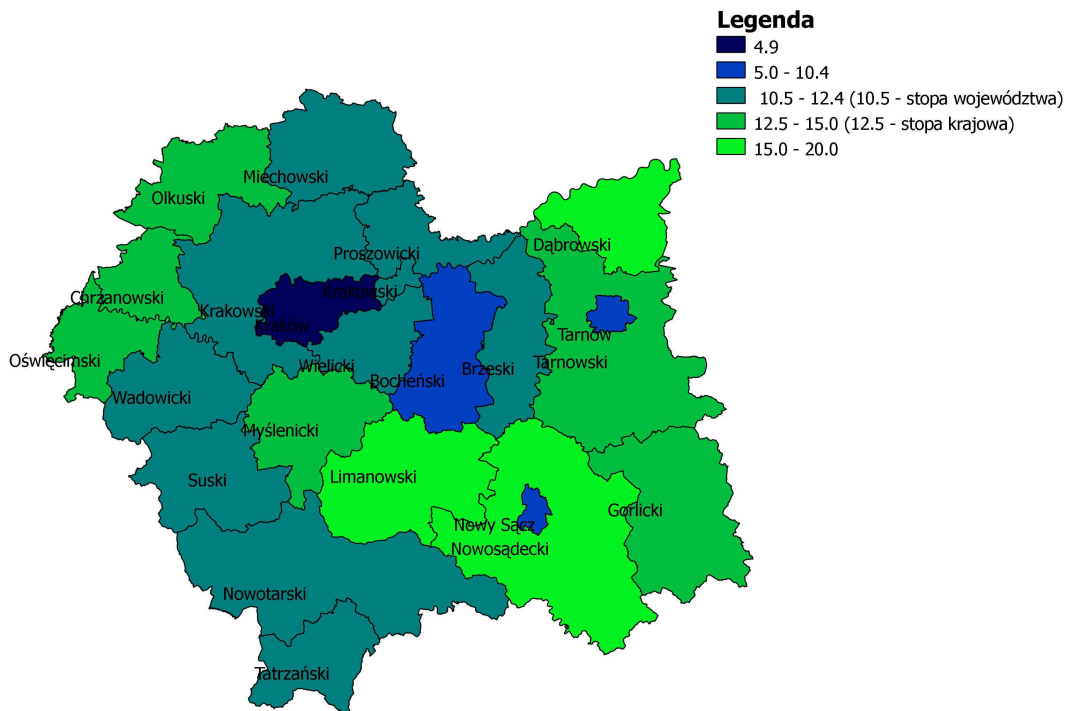 Legenda
4.9
5.0 - 10.4
10.5 - 12.4 (10.5 - stopa województwa)
12.5 - 15.0 (12.5 - stopa krajowa)
15.0 - 20.0
Miechowski
Olkuski
Dąbrowski
Proszowicki
Krakowski
Chrzanowski
Krakowski
Kraków
Tarnów
Oświęcimski
Wielicki
Tarnowski
Brzeski
Bocheński
Wadowicki
Myślenicki
Limanowski
Suski
Gorlicki
Nowy Sącz
Nowosądecki
Nowotarski
Tatrzański